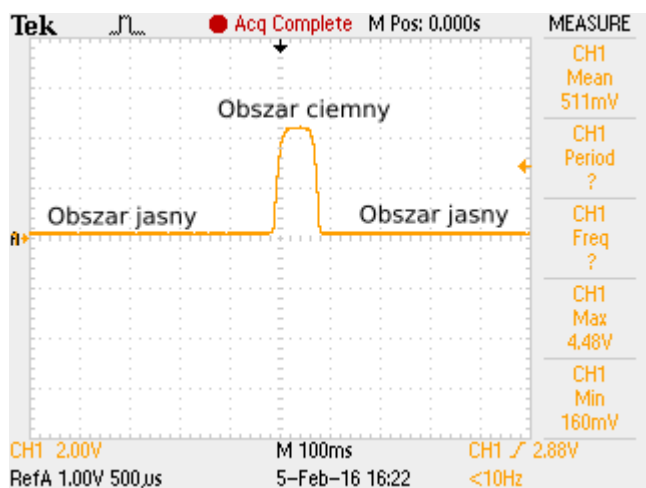 Tek Acq Complete M Pos: 0.000s MEASURE
CH1
Mean
511mV
Obszar ciemny
CH1
Period
?
Obszar jasny Obszar jasny
CH1
Freq
?
CH1
Max
4.48V
CH1
Min
160mV
CH1 2.00V M 100ms CH1 2.88V
RefA 1.00V 500µs 5-Feb-16 16:22 <10Hz